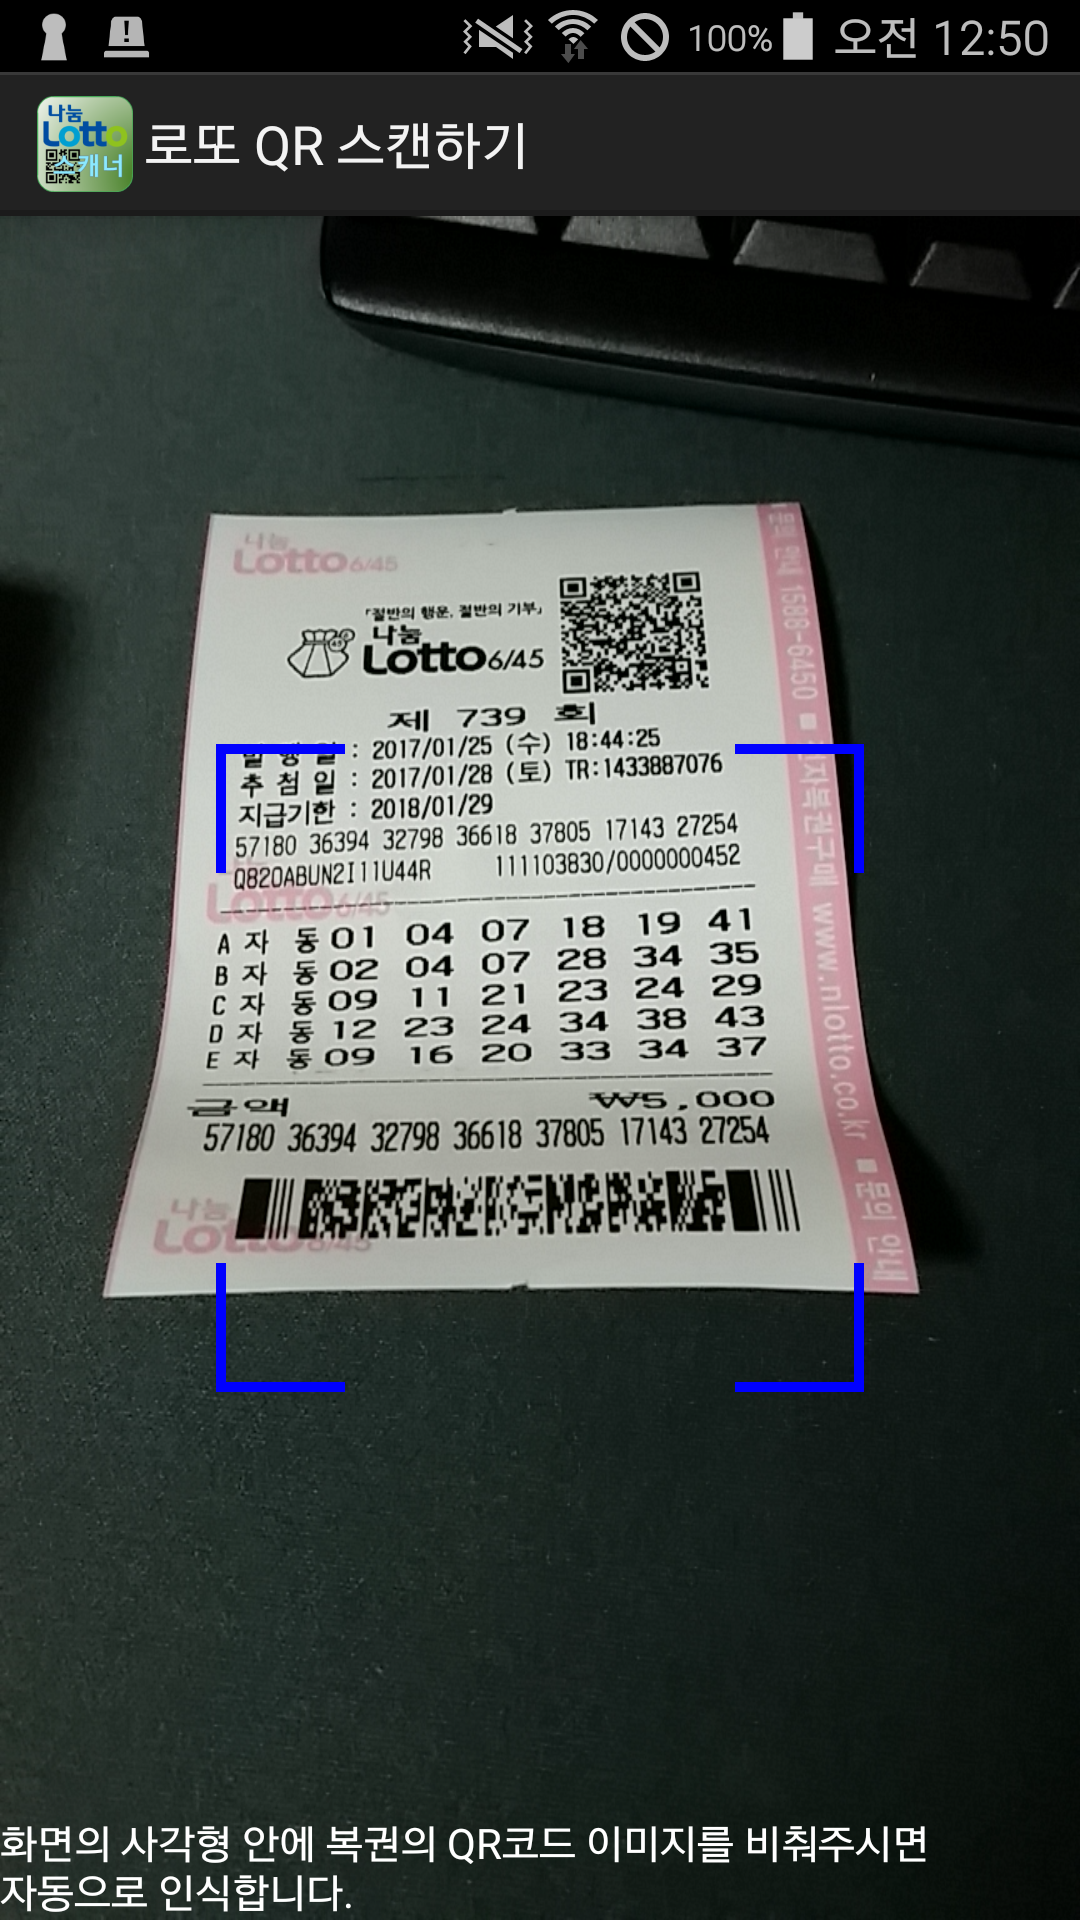 100% 오전 12:50
나눔
Lotto
스캐너
로또 QR 스캔하기
나눔
Lotto 6/45
「절반의 행운, 절반의 기부」
나눔
Lotto 6/45
제 739 회
발 행 일 : 2017/01/25 (수) 18:44:25
추 첨 일 : 2017/01/28 (토) TR:1433887076
지급기한 : 2018/01/29
57180 36394 32798 36618 37805 17143 27254
Q820ABUN2I11U44R 111103830/0000000452
Lotto 6/45
A 자 동 01 04 07 18 19 41
B 자 동 02 04 07 28 34 35
C 자 동 09 11 21 23 24 29
D 자 동 12 23 24 34 38 43
E 자 동 09 16 20 33 34 37
금액 ₩5,000
57180 36394 32798 36618 37805 17143 27254
나눔
Lotto 6/45
문의 안내 1588-6450 ■ 전자복권구매 www.nlotto.co.kr ■ 문의 안내
화면의 사각형 안에 복권의 QR코드 이미지를 비춰주시면
자동으로 인식합니다.